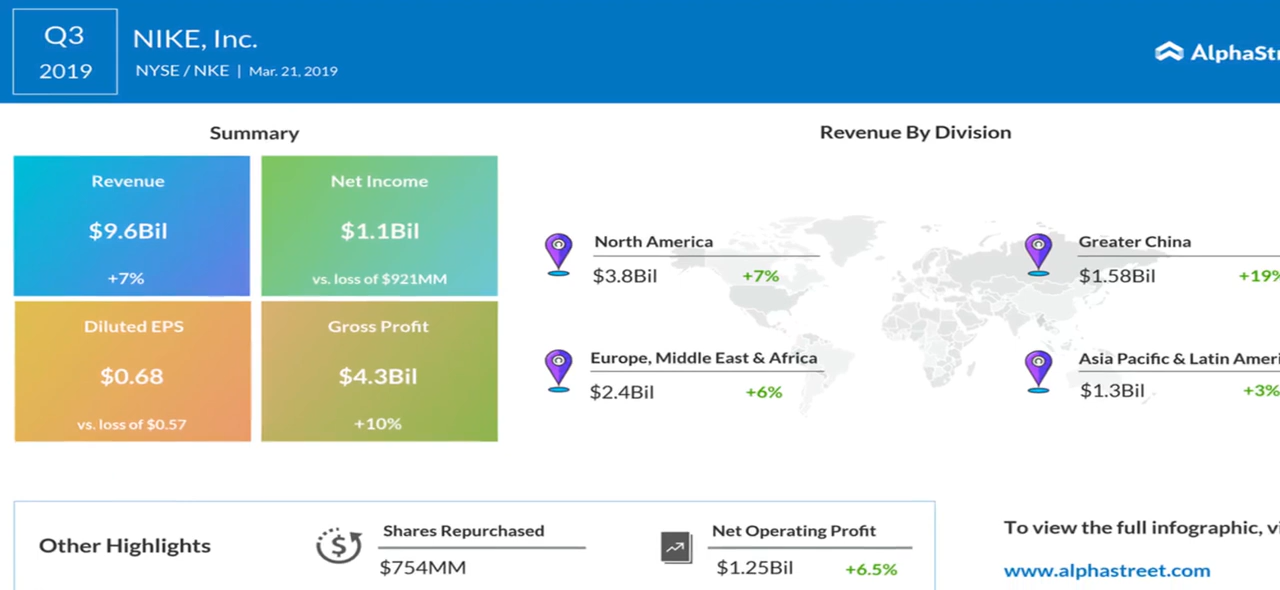 Q3
2019
NIKE, Inc.
NYSE / NKE | Mar. 21, 2019
AlphaStr
Summary
Revenue
$9.6Bil
+7%
Net Income
$1.1Bil
vs. loss of $921MM
Diluted EPS
$0.68
vs. loss of $0.57
Gross Profit
$4.3Bil
+10%
Revenue By Division
North America
$3.8Bil +7%
Greater China
$1.58Bil +19%
Europe, Middle East & Africa
$2.4Bil +6%
Asia Pacific & Latin Ameri
$1.3Bil +3%
Other Highlights
Shares Repurchased
$754MM
Net Operating Profit
$1.25Bil +6.5%
To view the full infographic, vi
www.alphastreet.com